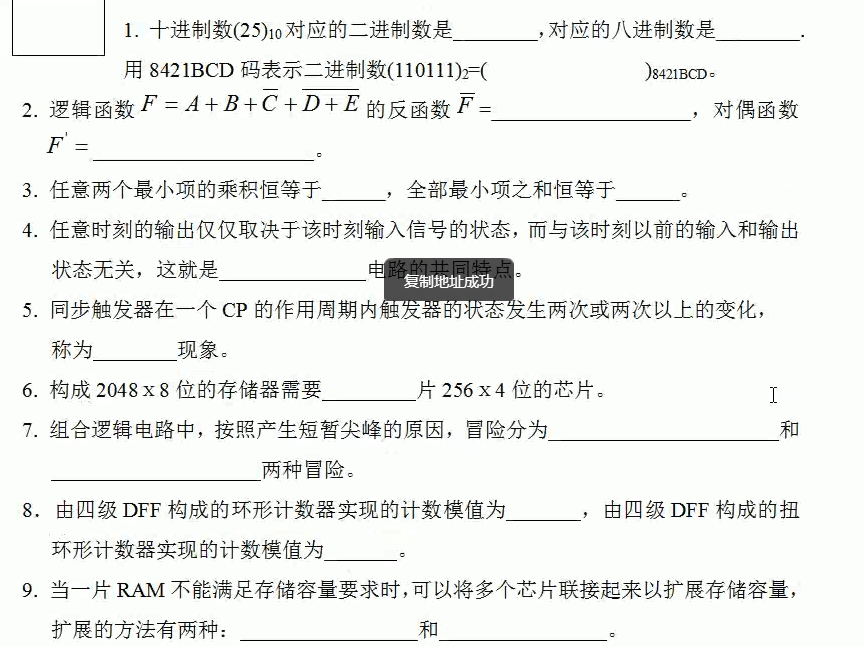 1. 十进制数(25)₁₀对应的二进制数是________,对应的八进制数是________.
用 8421BCD 码表示二进制数(110111)₂=( )8421BCD。
2. 逻辑函数 F = A + B + C̅ + \overline{D + E} 的反函数 F̅ =__________________，对偶函数
F' = ____________________。
3. 任意两个最小项的乘积恒等于______，全部最小项之和恒等于______。
4. 任意时刻的输出仅仅取决于该时刻输入信号的状态，而与该时刻以前的输入和输出
状态无关，这就是______________电路的共同特点。
复制地址成功
5. 同步触发器在一个 CP 的作用周期内触发器的状态发生两次或两次以上的变化，
称为________现象。
6. 构成 2048 x 8 位的存储器需要_________片 256 x 4 位的芯片。
7. 组合逻辑电路中，按照产生短暂尖峰的原因，冒险分为______________________和
____________________两种冒险。
8. 由四级 DFF 构成的环形计数器实现的计数模值为_______，由四级 DFF 构成的扭
环形计数器实现的计数模值为_______。
9. 当一片 RAM 不能满足存储容量要求时,可以将多个芯片联接起来以扩展存储容量，
扩展的方法有两种：_________________和________________。